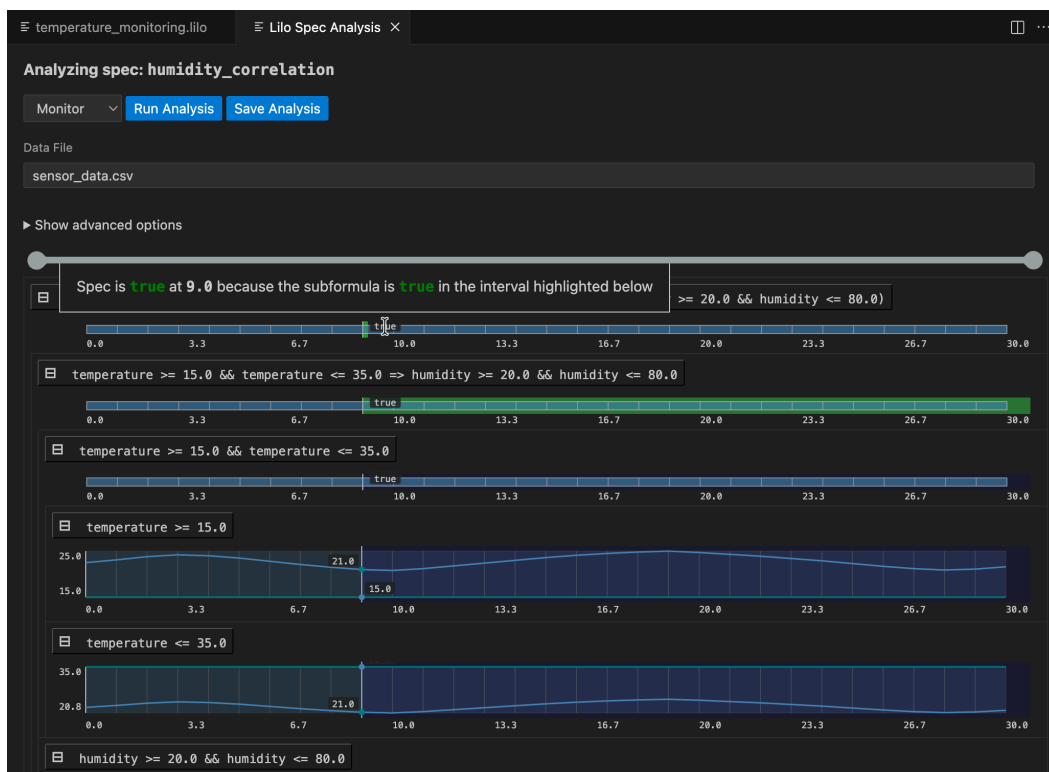 temperature_monitoring.lilo
Lilo Spec Analysis
Analyzing spec: humidity_correlation
Monitor Run Analysis Save Analysis
Data File
sensor_data.csv
Show advanced options
Spec is true at 9.0 because the subformula is true in the interval highlighted below
>= 20.0 && humidity <= 80.0)
true
0.0 3.3 6.7 10.0 13.3 16.7 20.0 23.3 26.7 30.0
temperature >= 15.0 && temperature <= 35.0 => humidity >= 20.0 && humidity <= 80.0
true
0.0 3.3 6.7 10.0 13.3 16.7 20.0 23.3 26.7 30.0
temperature >= 15.0 && temperature <= 35.0
true
0.0 3.3 6.7 10.0 13.3 16.7 20.0 23.3 26.7 30.0
temperature >= 15.0
25.0
21.0
15.0 15.0
0.0 3.3 6.7 10.0 13.3 16.7 20.0 23.3 26.7 30.0
temperature <= 35.0
35.0
20.8 21.0
0.0 3.3 6.7 10.0 13.3 16.7 20.0 23.3 26.7 30.0
humidity >= 20.0 && humidity <= 80.0